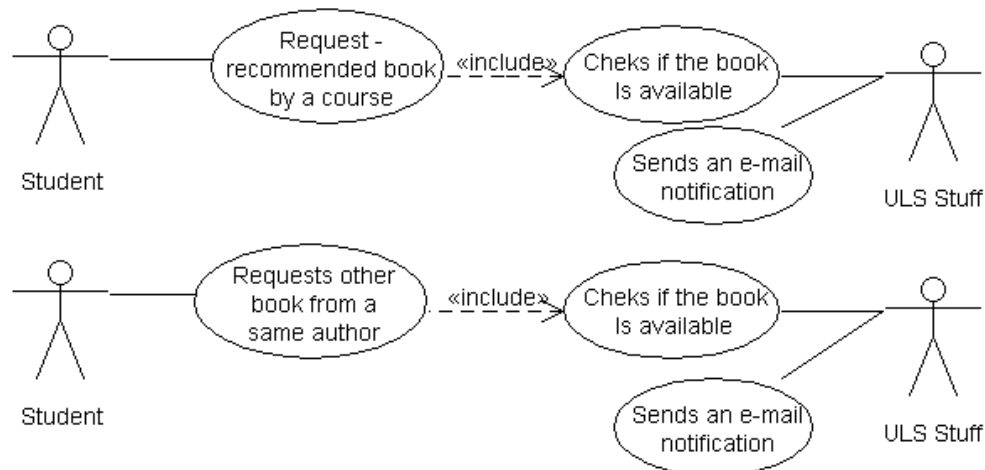 Request -
recommended book
by a course
«include»
Cheks if the book
Is available
Sends an e-mail
notification
Student
ULS Stuff
Requests other
book from a
same author
«include»
Cheks if the book
Is available
Sends an e-mail
notification
Student
ULS Stuff